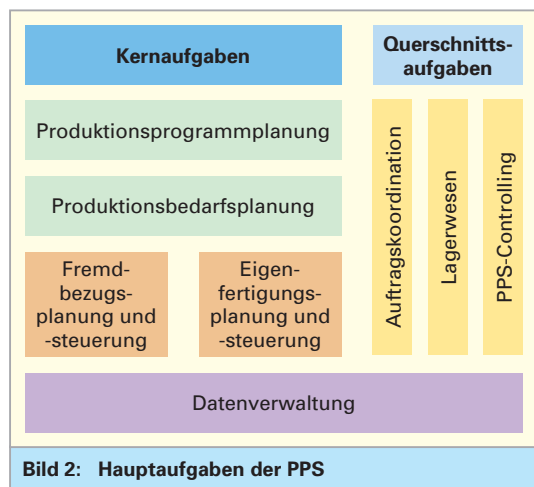 Kernaufgaben
Querschnitts-
aufgaben
Produktionsprogrammplanung
Produktionsbedarfsplanung
Fremd-
bezugs-
planung und
-steuerung
Eigen-
fertigungs-
planung und
-steuerung
Auftragskoordination
Lagerwesen
PPS-Controlling
Datenverwaltung
Bild 2: Hauptaufgaben der PPS